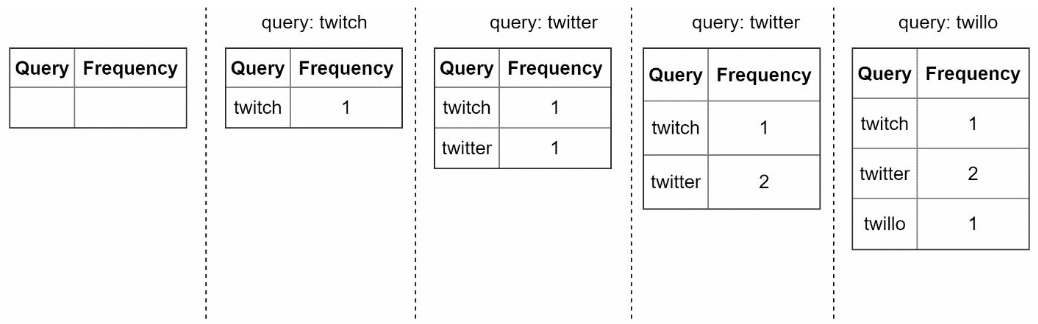 query: twitch
query: twitter
query: twitter
query: twillo
Query Frequency
Query Frequency
twitch 1
Query Frequency
twitch 1
twitter 1
Query Frequency
twitch 1
twitter 2
Query Frequency
twitch 1
twitter 2
twillo 1